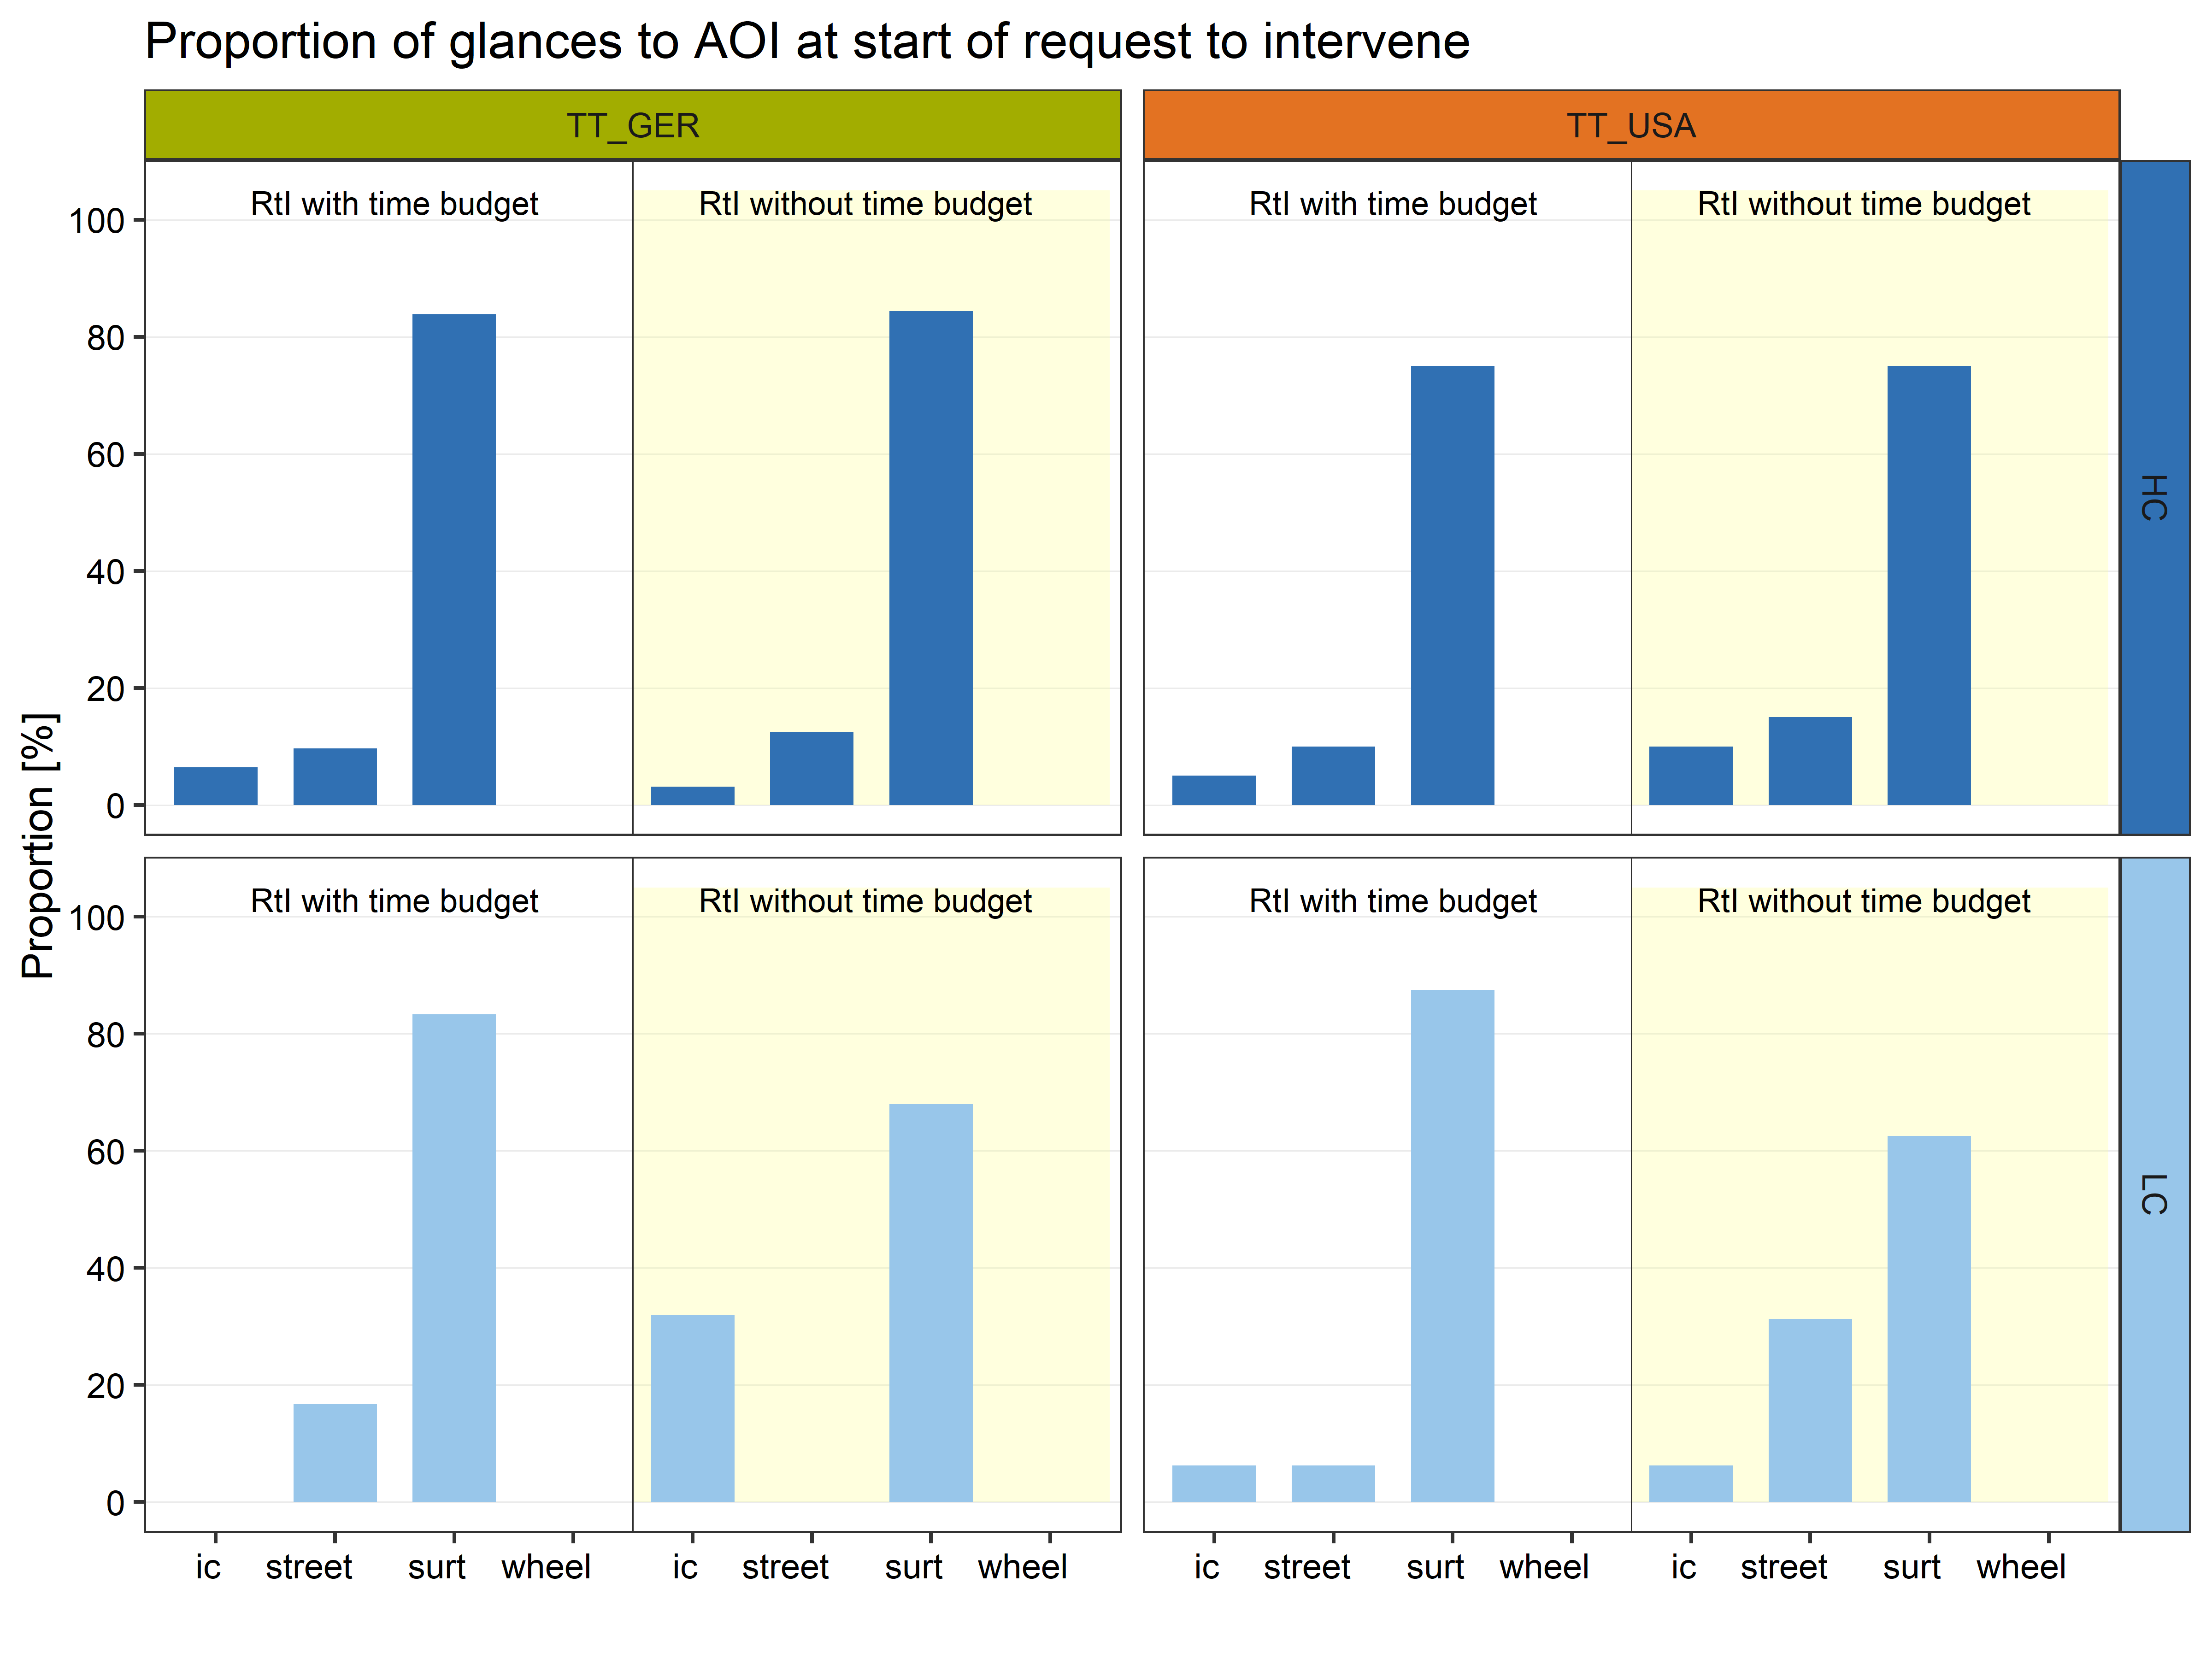 Proportion of glances to AOI at start of request to intervene
TT_GER
TT_USA
RtI with time budget
RtI without time budget
RtI with time budget
RtI without time budget
100
80
60
40
20
0
HC
Proportion [%]
RtI with time budget
RtI without time budget
RtI with time budget
RtI without time budget
100
80
60
40
20
0
LC
ic street surt wheel ic street surt wheel
ic street surt wheel ic street surt wheel